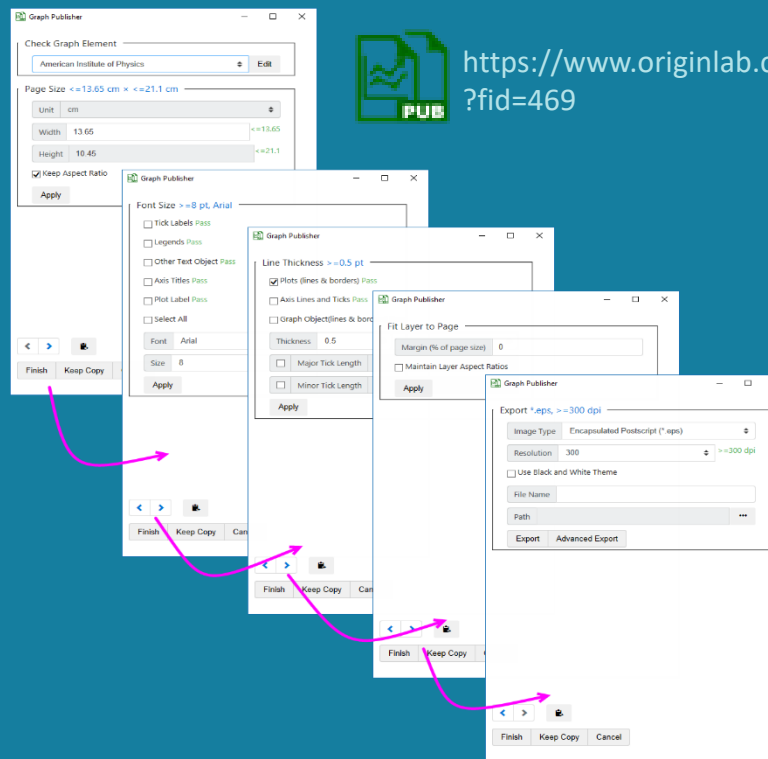 Graph Publisher
Check Graph Element
American Institute of Physics
Edit
Page Size <=13.65 cm × <=21.1 cm
Unit cm
Width 13.65 <=13.65
Height 10.45 <=21.1
Keep Aspect Ratio
Apply
Finish Keep Copy
PUB
https://www.originlab.c
?fid=469
Graph Publisher
Font Size >=8 pt, Arial
Tick Labels Pass
Legends Pass
Other Text Object Pass
Axis Titles Pass
Plot Label Pass
Select All
Font Arial
Size 8
Apply
Finish Keep Copy Can
Graph Publisher
Line Thickness >=0.5 pt
Plots (lines & borders) Pass
Axis Lines and Ticks Pass
Graph Object(lines & bord
Thickness 0.5
Major Tick Length
Minor Tick Length
Apply
Finish Keep Copy Can
Graph Publisher
Fit Layer to Page
Margin (% of page size) 0
Maintain Layer Aspect Ratios
Apply
Finish Keep Copy
Graph Publisher
Export *.eps, >=300 dpi
Image Type Encapsulated Postscript (*.eps)
Resolution 300 >=300 dpi
Use Black and White Theme
File Name
Path ...
Export Advanced Export
Finish Keep Copy Cancel